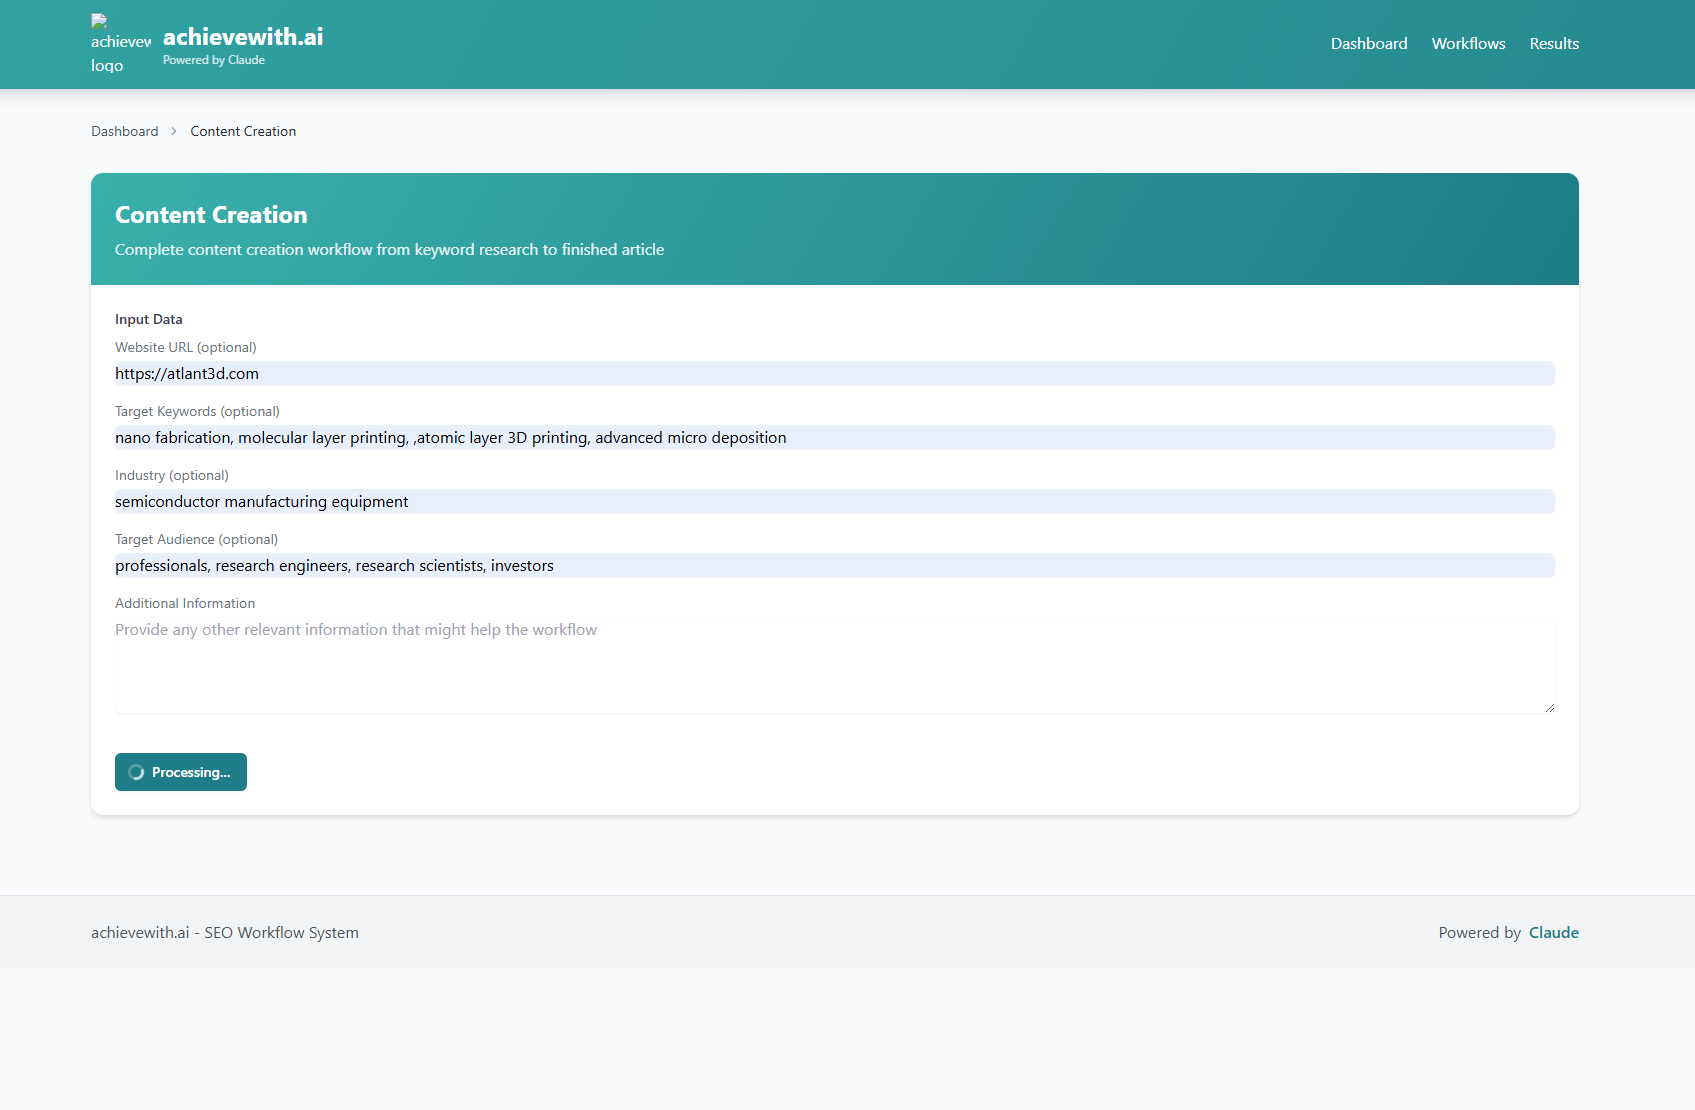 achievew
logo
achievewith.ai
Powered by Claude
Dashboard Workflows Results
Dashboard > Content Creation
Content Creation
Complete content creation workflow from keyword research to finished article
Input Data
Website URL (optional)
https://atlant3d.com
Target Keywords (optional)
nano fabrication, molecular layer printing, ,atomic layer 3D printing, advanced micro deposition
Industry (optional)
semiconductor manufacturing equipment
Target Audience (optional)
professionals, research engineers, research scientists, investors
Additional Information
Provide any other relevant information that might help the workflow
Processing...
achievewith.ai - SEO Workflow System
Powered by Claude